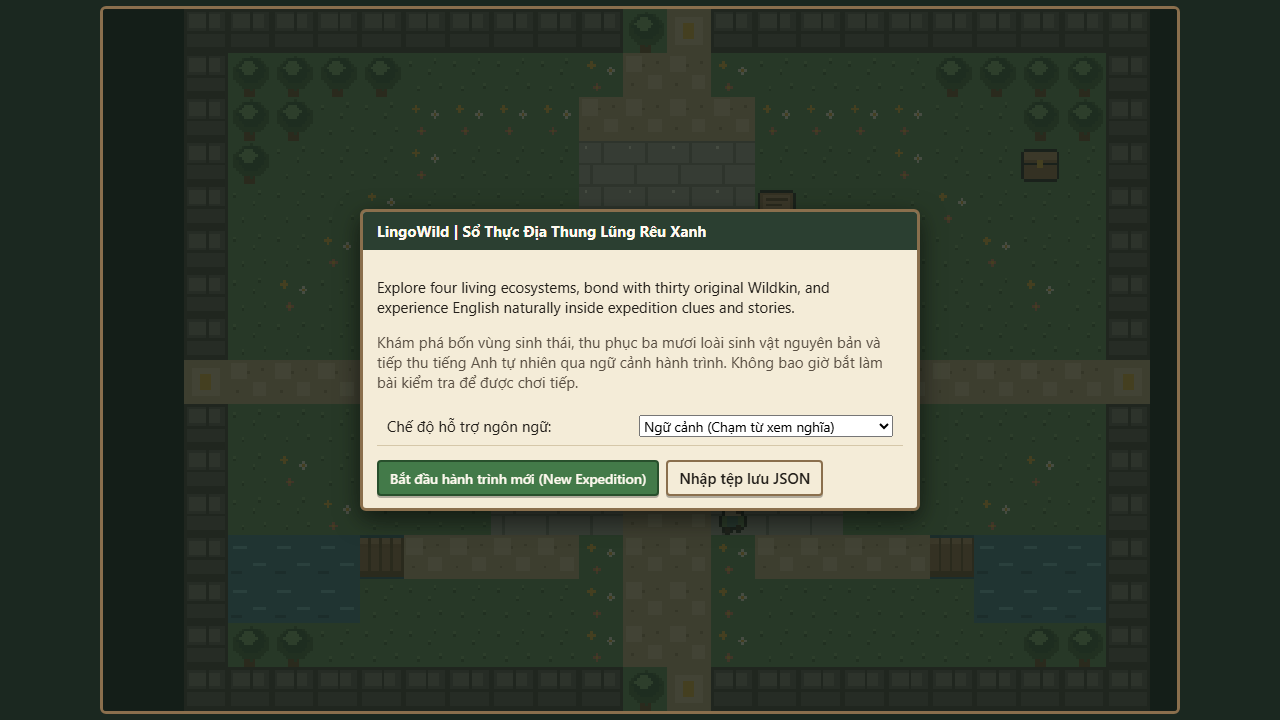 LingoWild | Sổ Thực Địa Thung Lũng Rêu Xanh
Explore four living ecosystems, bond with thirty original Wildkin, and
experience English naturally inside expedition clues and stories.
Khám phá bốn vùng sinh thái, thu phục ba mươi loài sinh vật nguyên bản và
tiếp thu tiếng Anh tự nhiên qua ngữ cảnh hành trình. Không bao giờ bắt làm
bài kiểm tra để được chơi tiếp.
Chế độ hỗ trợ ngôn ngữ:
Ngữ cảnh (Chạm từ xem nghĩa)
Bắt đầu hành trình mới (New Expedition)
Nhập tệp lưu JSON